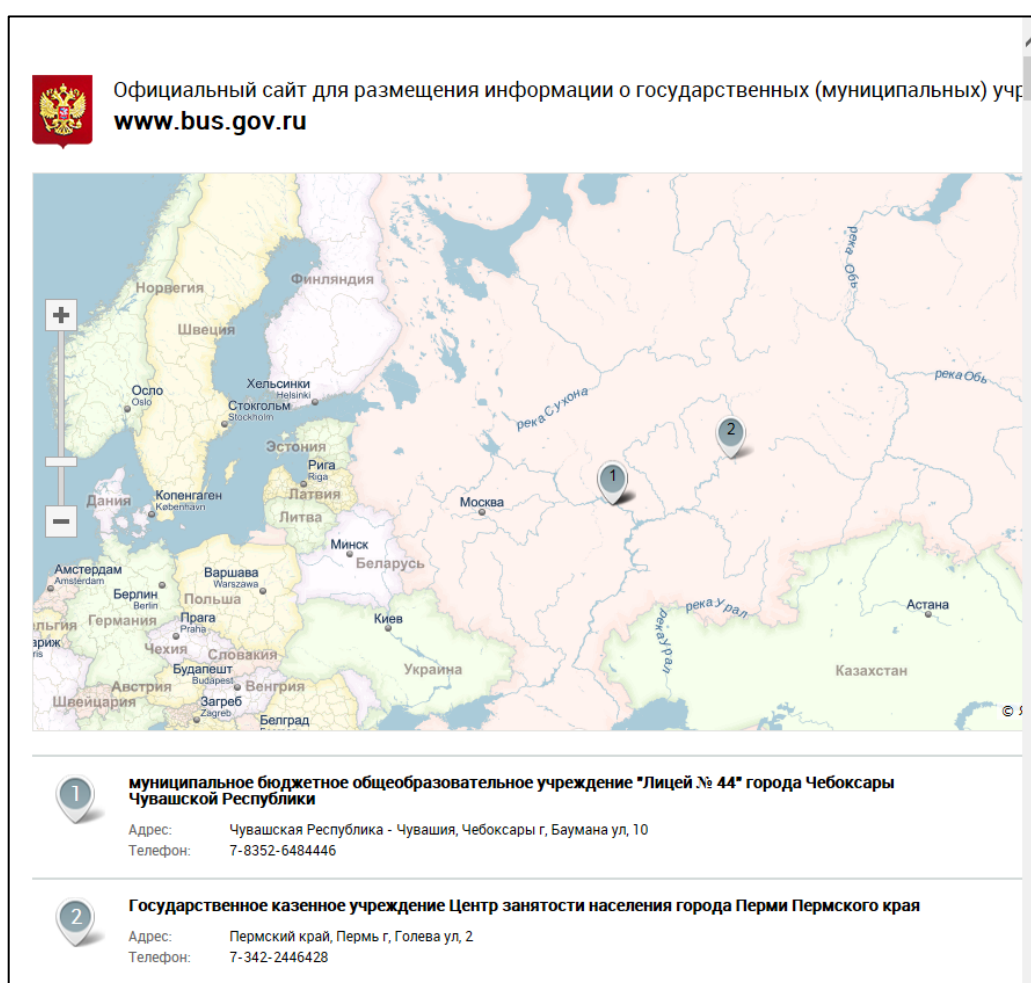 Официальный сайт для размещения информации о государственных (муниципальных) учр
www.bus.gov.ru
река Обь
Финляндия
Норвегия
Швеция
+
река Обь
Хельсинки
Helsinki
Осло
Oslo
Стокгольм
Stockholm
река Сухона
2
Эстония
Рига
Riga
1
Латвия
Москва
Копенгаген
København
Дания
Литва
−
Минск
Беларусь
Амстердам
Amsterdam
Варшава
Warszawa
Берлин
Berlin
Польша
Астана
река Урал
река Урал
Германия
Прага
Praha
Киев
Чехия
Словакия
Украина
Казахстан
Будапешт
Budapest
Австрия
Венгрия
Швейцария
Загреб
Zagreb
Белград
©
1
муниципальное бюджетное общеобразовательное учреждение "Лицей № 44" города Чебоксары
Чувашской Республики
Адрес: Чувашская Республика - Чувашия, Чебоксары г, Баумана ул, 10
Телефон: 7-8352-6484446
2
Государственное казенное учреждение Центр занятости населения города Перми Пермского края
Адрес: Пермский край, Пермь г, Голева ул, 2
Телефон: 7-342-2446428